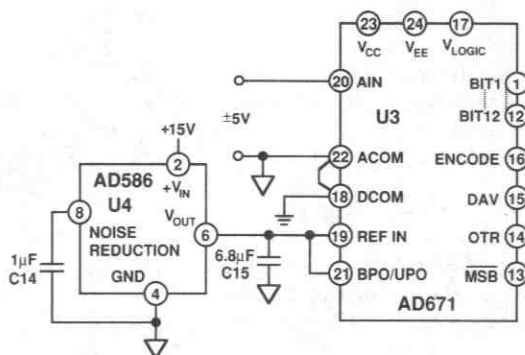 23 24 17
VCC VEE VLOGIC
20 AIN BIT1 1
U3
BIT12 12
±5V
+15V
22 ACOM ENCODE 16
2
AD586 +VIN
18 DCOM DAV 15
8 U4 VOUT
NOISE REDUCTION 6
19 REF IN OTR 14
1μF C14
6.8μF C15
GND
4
21 BPO/UPO MSB 13
AD671